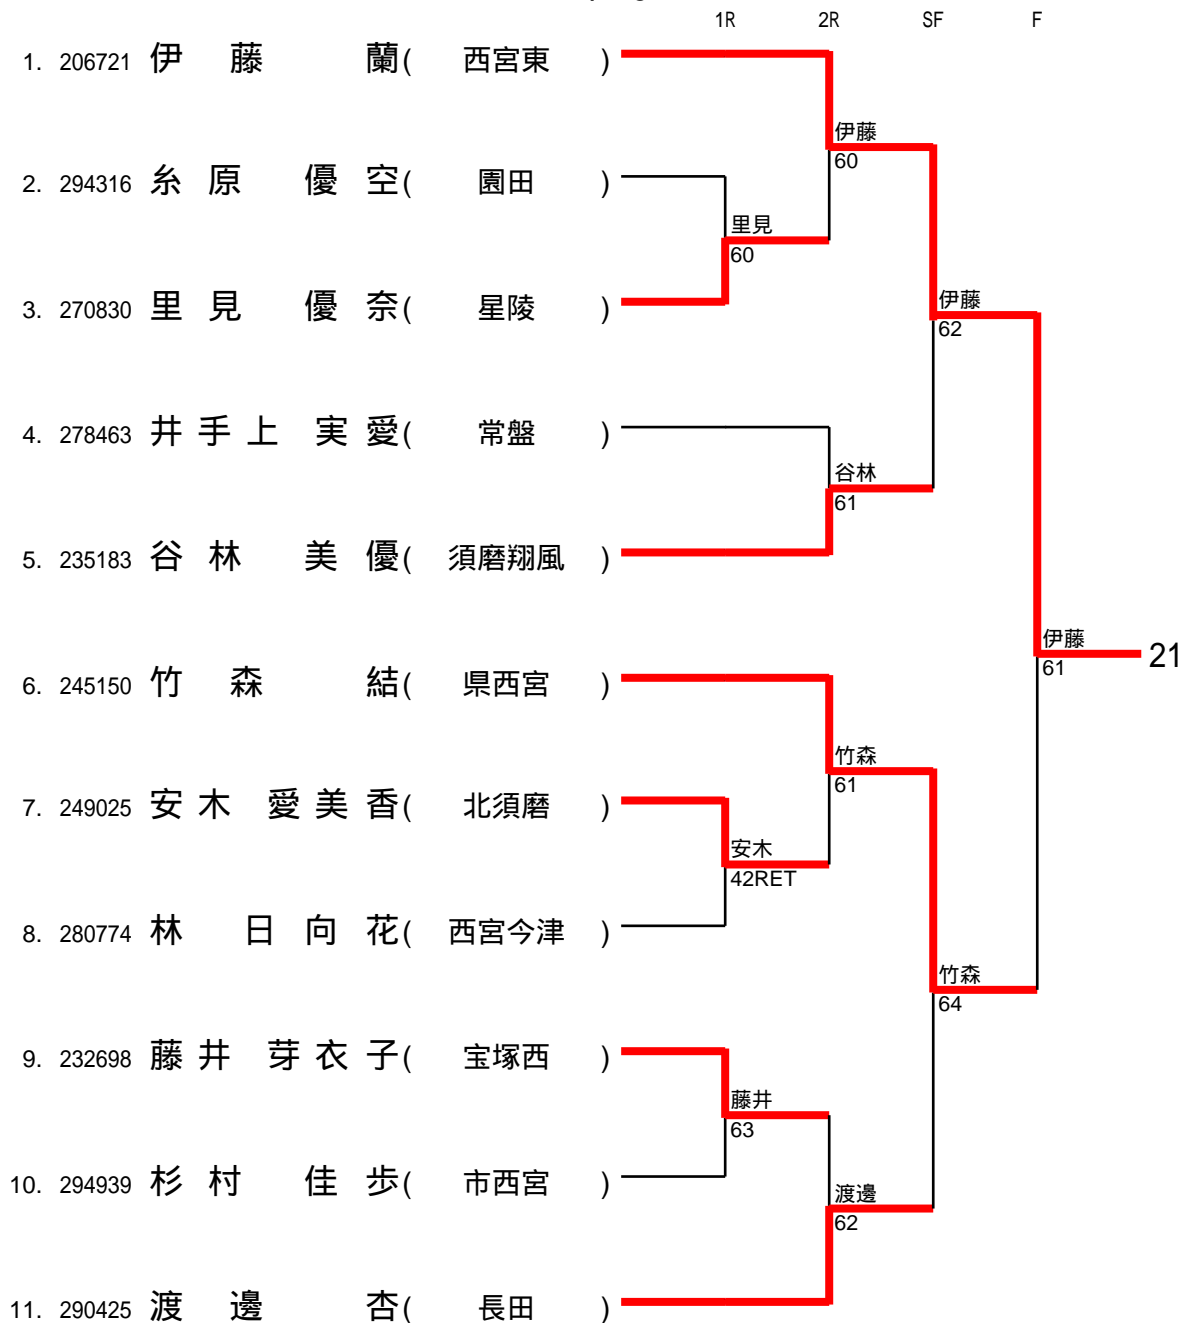 1R 2R SF F
1. 206721 伊藤 蘭( 西宮東 )
伊藤
60
2. 294316 糸原 優空( 園田 )
里見
60
3. 270830 里見 優奈( 星陵 )
伊藤
62
4. 278463 井手上 実愛( 常盤 )
谷林
61
5. 235183 谷林 美優( 須磨翔風 )
伊藤
61
21
6. 245150 竹森 結( 県西宮 )
竹森
61
7. 249025 安木 愛美香( 北須磨 )
安木
42RET
8. 280774 林 日向花( 西宮今津 )
竹森
64
9. 232698 藤井 芽衣子( 宝塚西 )
藤井
63
10. 294939 杉村 佳歩( 市西宮 )
渡邊
62
11. 290425 渡邊 杏( 長田 )